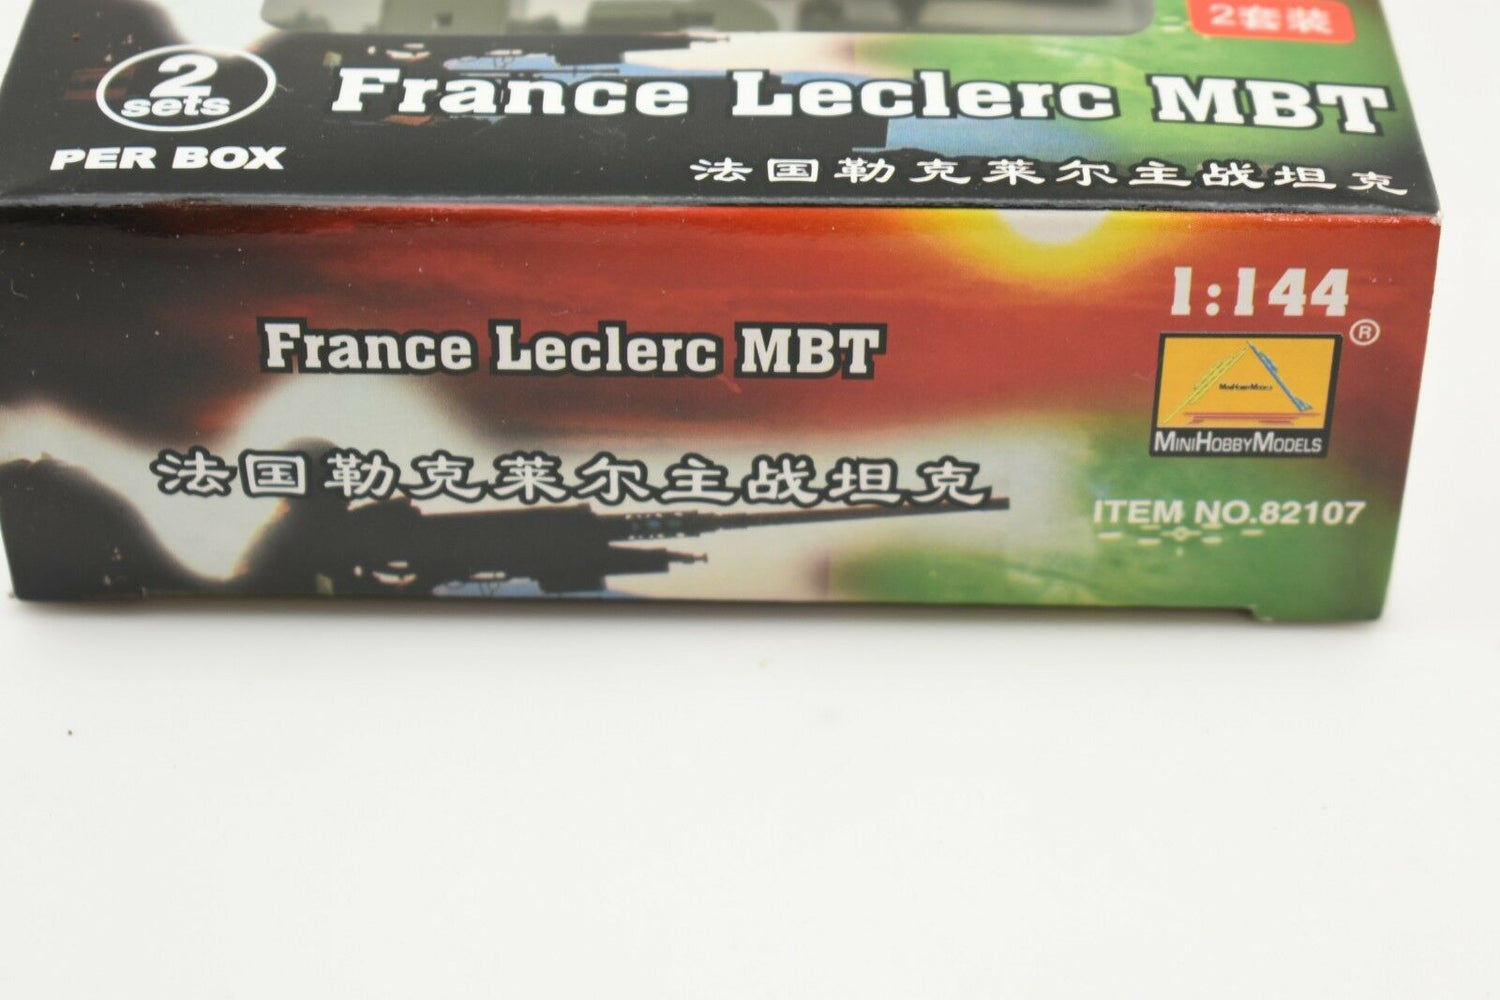 2套装
2
sets
PER BOX
France Leclerc MBT
法国勒克莱尔主战坦克
1:144
France Leclerc MBT
®
MiniHobbyModels
MiniHobbyModels
法国勒克莱尔主战坦克
ITEM NO.82107